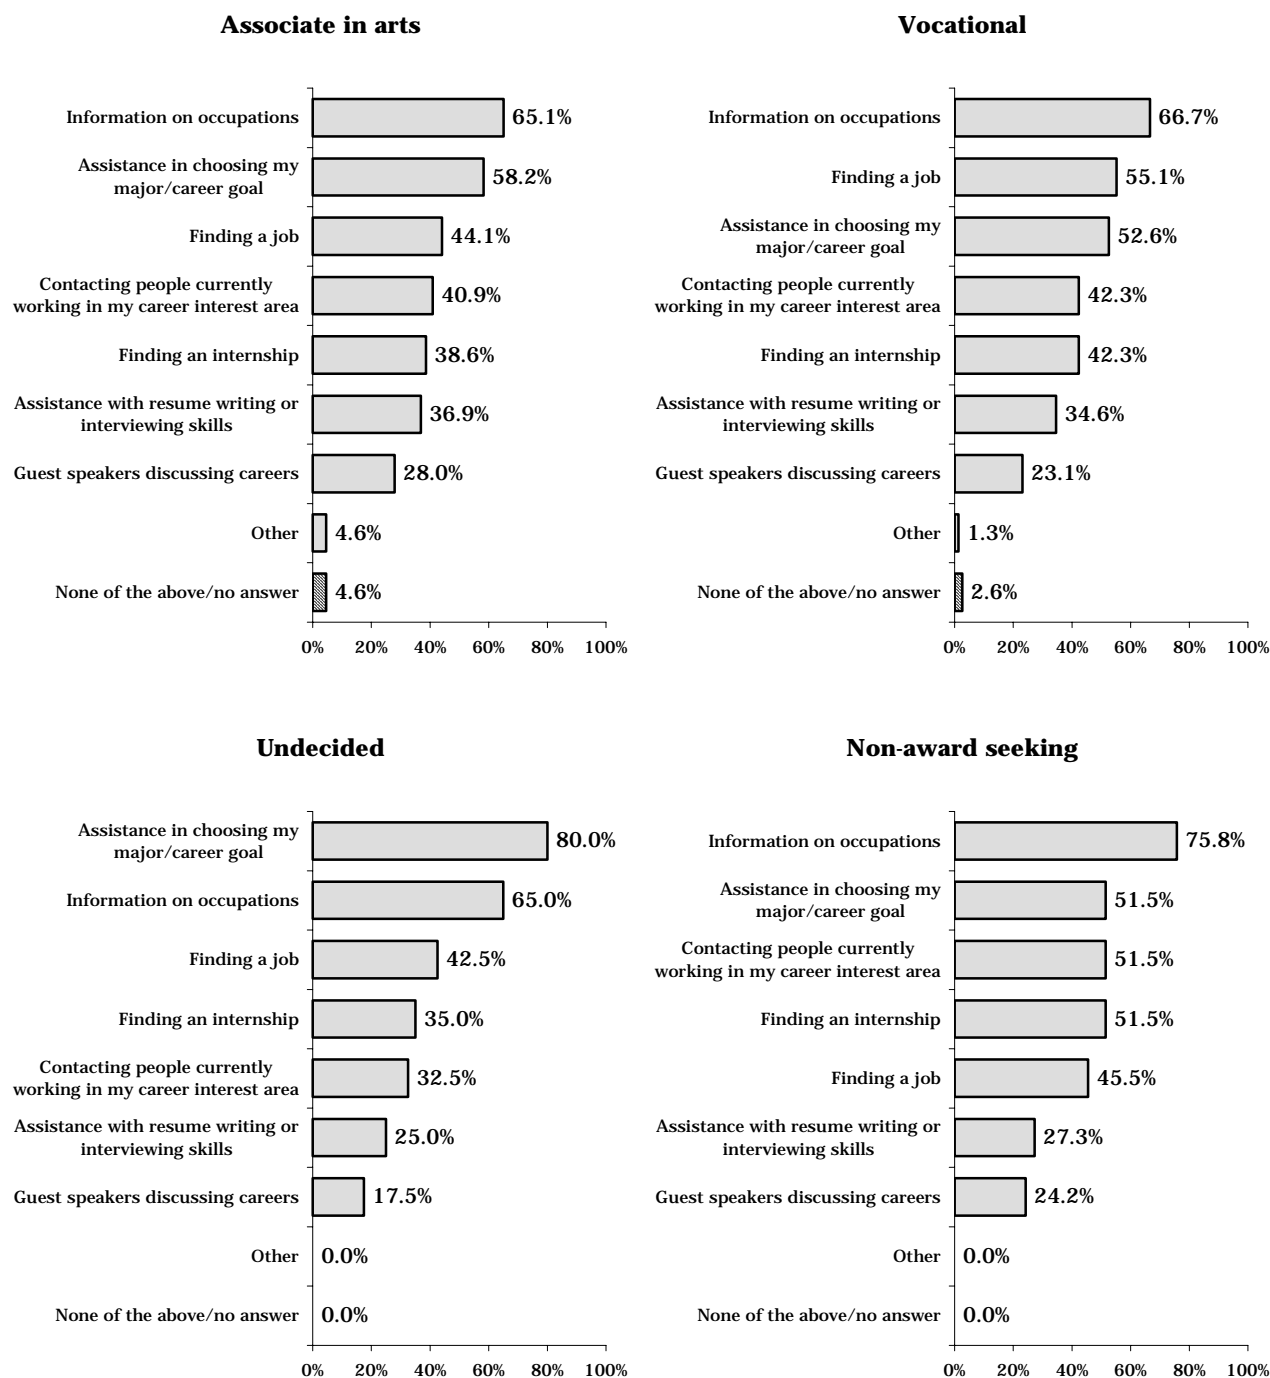 Associate in arts
Information on occupations
65.1%
Assistance in choosing my
major/career goal
58.2%
Finding a job
44.1%
Contacting people currently
working in my career interest area
40.9%
Finding an internship
38.6%
Assistance with resume writing or
interviewing skills
36.9%
Guest speakers discussing careers
28.0%
Other
4.6%
None of the above/no answer
4.6%
0% 20% 40% 60% 80% 100%
Vocational
Information on occupations
66.7%
Finding a job
55.1%
Assistance in choosing my
major/career goal
52.6%
Contacting people currently
working in my career interest area
42.3%
Finding an internship
42.3%
Assistance with resume writing or
interviewing skills
34.6%
Guest speakers discussing careers
23.1%
Other
1.3%
None of the above/no answer
2.6%
0% 20% 40% 60% 80% 100%
Undecided
Assistance in choosing my
major/career goal
80.0%
Information on occupations
65.0%
Finding a job
42.5%
Finding an internship
35.0%
Contacting people currently
working in my career interest area
32.5%
Assistance with resume writing or
interviewing skills
25.0%
Guest speakers discussing careers
17.5%
Other
0.0%
None of the above/no answer
0.0%
0% 20% 40% 60% 80% 100%
Non-award seeking
Information on occupations
75.8%
Assistance in choosing my
major/career goal
51.5%
Contacting people currently
working in my career interest area
51.5%
Finding an internship
51.5%
Finding a job
45.5%
Assistance with resume writing or
interviewing skills
27.3%
Guest speakers discussing careers
24.2%
Other
0.0%
None of the above/no answer
0.0%
0% 20% 40% 60% 80% 100%